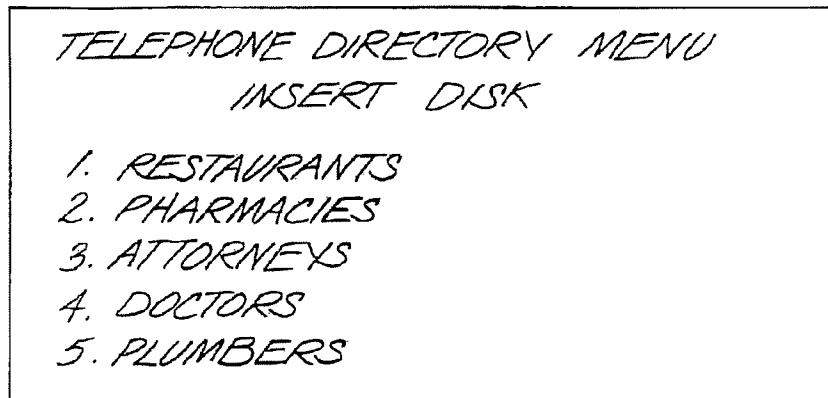 TELEPHONE DIRECTORY MENU
INSERT DISK
1. RESTAURANTS
2. PHARMACIES
3. ATTORNEYS
4. DOCTORS
5. PLUMBERS